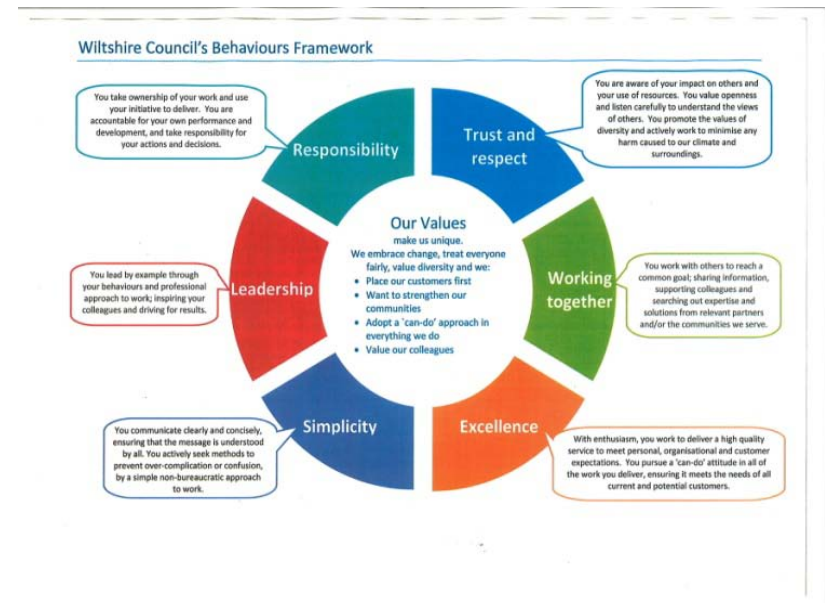 Wiltshire Council's Behaviours Framework
You take ownership of your work and use
your initiative to deliver. You are
accountable for your own performance and
development, and take responsibility for
your actions and decisions.
Responsibility
Trust and
respect
You are aware of your impact on others and
your use of resources. You value openness
and listen carefully to understand the views
of others. You promote the values of
diversity and actively work to minimise any
harm caused to our climate and
surroundings.
Our Values
make us unique.
We embrace change, treat everyone
fairly, value diversity and we:
• Place our customers first
• Want to strengthen our
communities
• Adopt a `can-do' approach in
everything we do
• Value our colleagues
You lead by example through
your behaviours and professional
approach to work; inspiring your
colleagues and driving for results.
Leadership
Working
together
You work with others to reach a
common goal; sharing information,
supporting colleagues and
searching out expertise and
solutions from relevant partners
and/or the communities we serve.
Simplicity
You communicate clearly and concisely,
ensuring that the message is understood
by all. You actively seek methods to
prevent over-complication or confusion,
by a simple non-bureaucratic approach
to work.
Excellence
With enthusiasm, you work to deliver a high quality
service to meet personal, organisational and customer
expectations. You pursue a 'can-do' attitude in all of
the work you deliver, ensuring it meets the needs of all
current and potential customers.